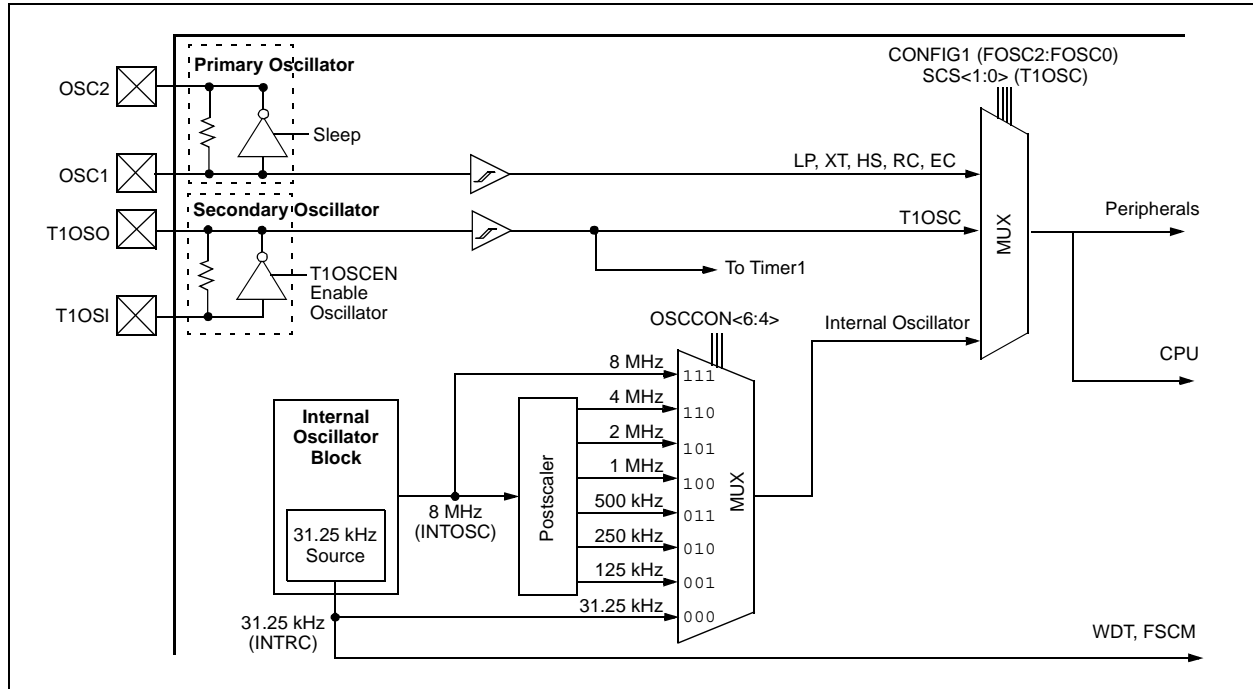 CONFIG1 (FOSC2:FOSC0)
SCS<1:0> (T1OSC)
Primary Oscillator
OSC2
Sleep
OSC1
LP, XT, HS, RC, EC
Secondary Oscillator
T1OSO
T1OSC
Peripherals
MUX
To Timer1
T1OSCEN
Enable
Oscillator
T1OSI
OSCCON<6:4>
Internal Oscillator
CPU
8 MHz
111
4 MHz
110
Internal
Oscillator
Block
2 MHz
101
1 MHz
100
MUX
Postscaler
8 MHz
(INTOSC)
500 kHz
011
31.25 kHz
Source
250 kHz
010
125 kHz
001
31.25 kHz
000
31.25 kHz
(INTRC)
WDT, FSCM